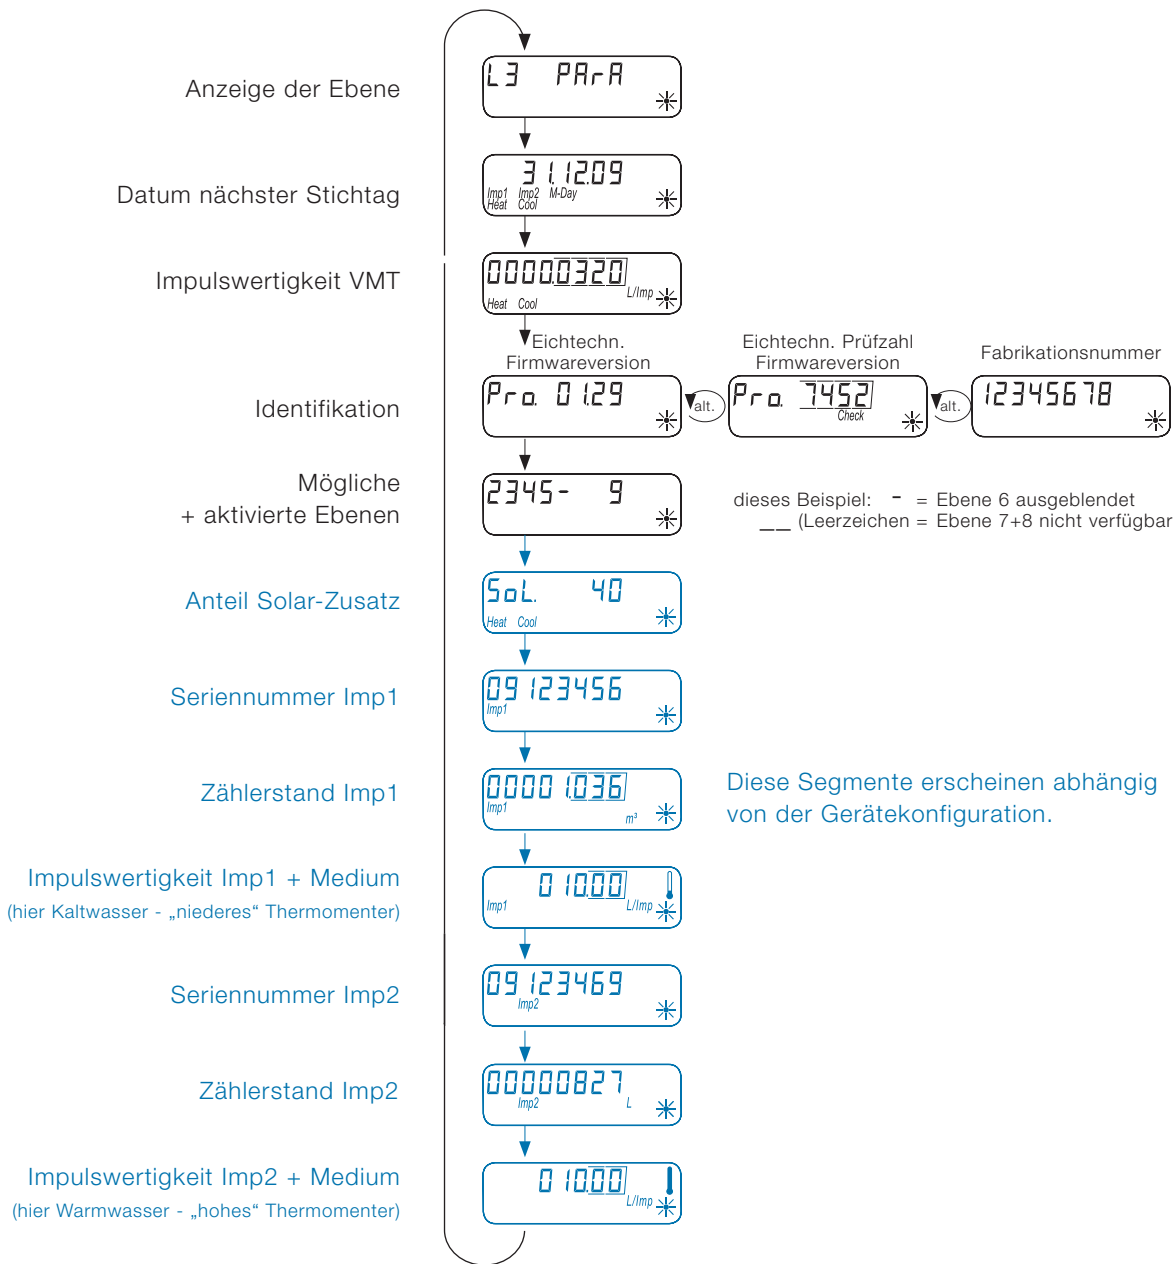 Anzeige der Ebene
L3 PArA
Datum nächster Stichtag
31.12.09
Imp1 Imp2 M-Day
Heat Cool
Impulswertigkeit VMT
0000.0320
L/Imp
Heat Cool
Identifikation
Eichtechn.
Firmwareversion
Pro. 01.29
alt.
Eichtechn. Prüfzahl
Firmwareversion
Pro. 7452
Check
alt.
Fabrikationsnummer
12345678
Mögliche
+ aktivierte Ebenen
2345- 9
dieses Beispiel: - = Ebene 6 ausgeblendet
__ (Leerzeichen = Ebene 7+8 nicht verfügbar
Anteil Solar-Zusatz
SoL. 40
Heat Cool
Seriennummer Imp1
09123456
Imp1
Zählerstand Imp1
00001.036
Imp1 m³
Diese Segmente erscheinen abhängig
von der Gerätekonfiguration.
Impulswertigkeit Imp1 + Medium
(hier Kaltwasser - „niederes“ Thermomenter)
010.00
Imp1 L/Imp
Seriennummer Imp2
09123469
Imp2
Zählerstand Imp2
00000827
Imp2 L
Impulswertigkeit Imp2 + Medium
(hier Warmwasser - „hohes“ Thermomenter)
010.00
L/Imp